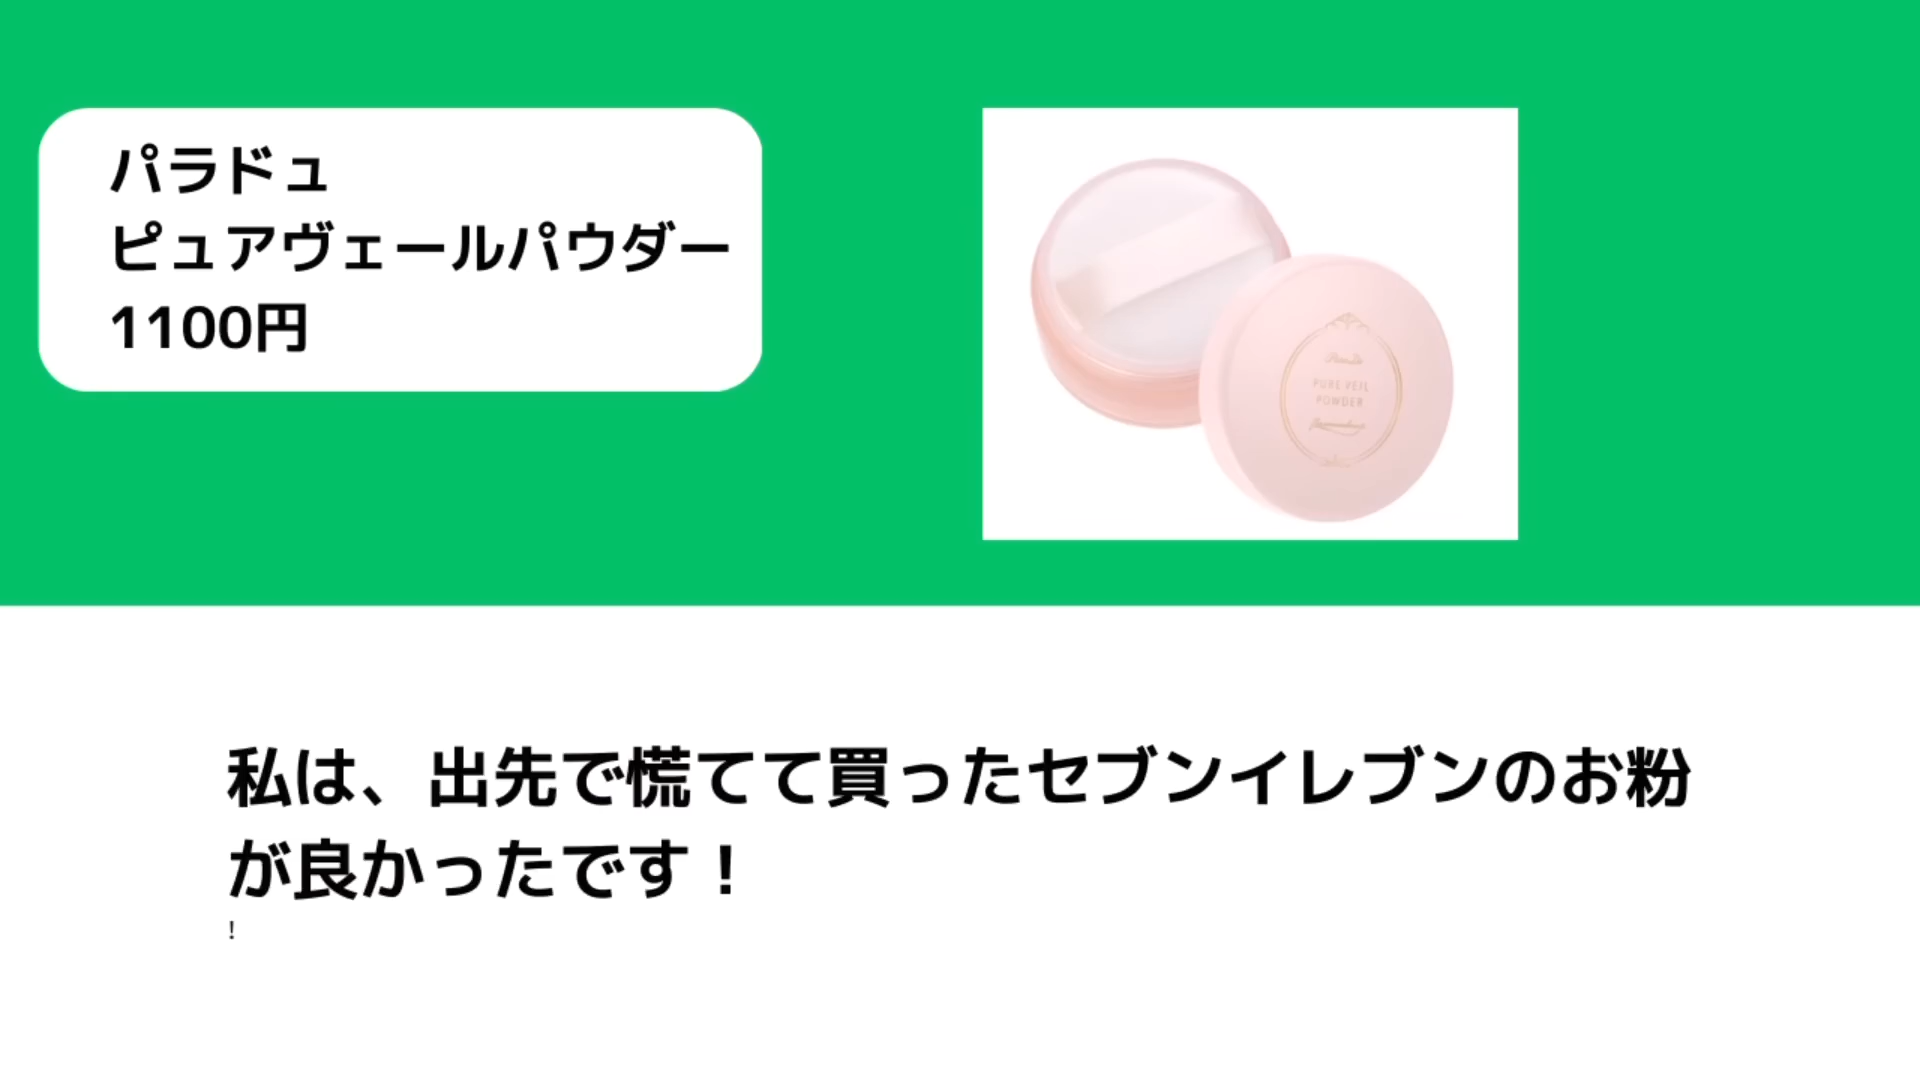 パラドゥ
ピュアヴェールパウダー
1100円
PURE VEIL
POWDER
私は、出先で慌てて買ったセブンイレブンのお粉
が良かったです！
!